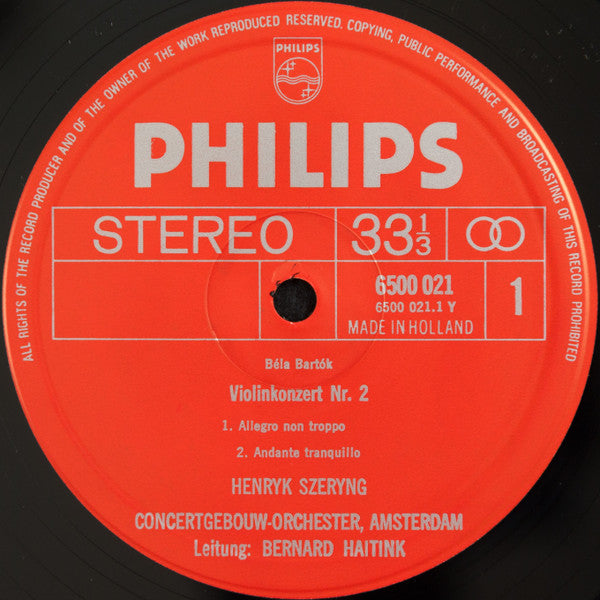 ALL RIGHTS OF THE RECORD PRODUCER AND OF THE OWNER OF THE WORK REPRODUCED RESERVED. COPYING, PUBLIC PERFORMANCE AND BROADCASTING OF THIS RECORD PROHIBITED
PHILIPS
PHILIPS
STEREO
33 1/3
6500 021
6500 021.1 Y
MADE IN HOLLAND
1
Béla Bartók
Violinkonzert Nr. 2
1. Allegro non troppo
2. Andante tranquillo
HENRYK SZERYNG
CONCERTGEBOUW-ORCHESTER, AMSTERDAM
Leitung: BERNARD HAITINK